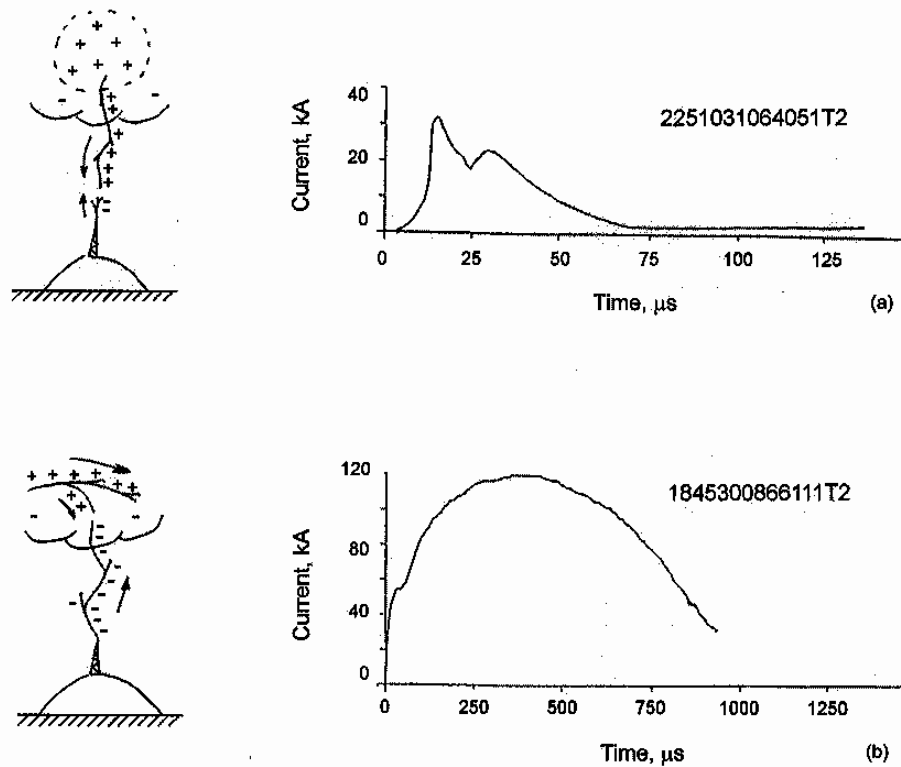 40
2251031064051T2
Current, kA
20
0
0 25 50 75 100 125
Time, μs
(a)
120
1845300866111T2
Current, kA
80
40
0
0 250 500 750 1000 1250
Time, μs
(b)